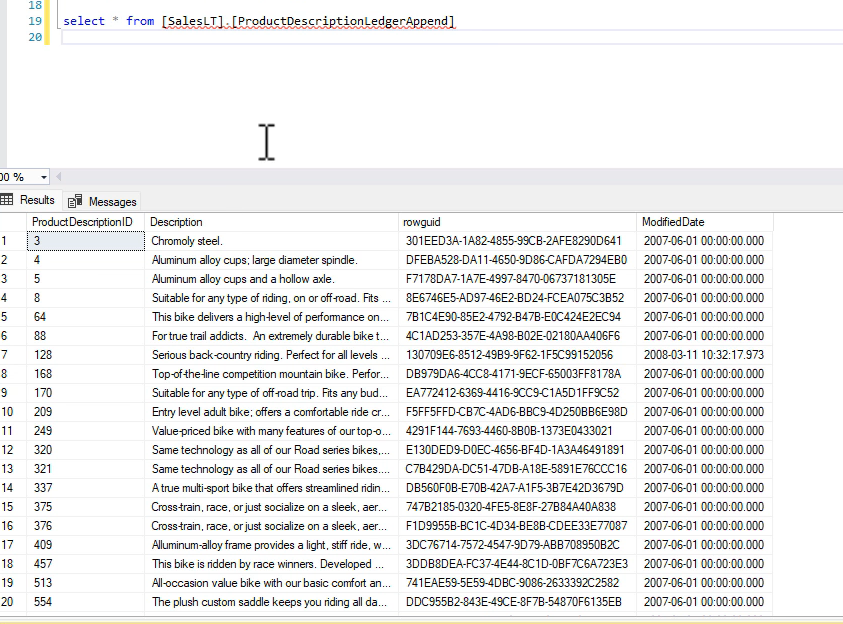 18
19 select * from [SalesLT].[ProductDescriptionLedgerAppend]
20
00 %
Results Messages
ProductDescriptionID Description rowguid ModifiedDate
1 3 Chromoly steel. 301EED3A-1A82-4855-99CB-2AFE8290D641 2007-06-01 00:00:00.000
2 4 Aluminum alloy cups; large diameter spindle. DFEBA528-DA11-4650-9D86-CAFDA7294EB0 2007-06-01 00:00:00.000
3 5 Aluminum alloy cups and a hollow axle. F7178DA7-1A7E-4997-8470-06737181305E 2007-06-01 00:00:00.000
4 8 Suitable for any type of riding, on or off-road. Fits ... 8E6746E5-AD97-46E2-BD24-FCEA075C3B52 2007-06-01 00:00:00.000
5 64 This bike delivers a high-level of performance on... 7B1C4E90-85E2-4792-B47B-E0C424E2EC94 2007-06-01 00:00:00.000
6 88 For true trail addicts.  An extremely durable bike t... 4C1AD253-357E-4A98-B02E-02180AA406F6 2007-06-01 00:00:00.000
7 128 Serious back-country riding. Perfect for all levels ... 130709E6-8512-49B9-9F62-1F5C99152056 2008-03-11 10:32:17.973
8 168 Top-of-the-line competition mountain bike. Perfor... DB979DA6-4CC8-4171-9ECF-65003FF8178A 2007-06-01 00:00:00.000
9 170 Suitable for any type of off-road trip. Fits any bud... EA772412-6369-4416-9CC9-C1A5D1FF9C52 2007-06-01 00:00:00.000
10 209 Entry level adult bike; offers a comfortable ride cr... F5FF5FFD-CB7C-4AD6-BBC9-4D250BB6E98D 2007-06-01 00:00:00.000
11 249 Value-priced bike with many features of our top-o... 4291F144-7693-4460-8B0B-1373E0433021 2007-06-01 00:00:00.000
12 320 Same technology as all of our Road series bikes,... E130DED9-D0EC-4656-BF4D-1A3A46491891 2007-06-01 00:00:00.000
13 321 Same technology as all of our Road series bikes.... C7B429DA-DC51-47DB-A18E-5891E76CCC16 2007-06-01 00:00:00.000
14 337 A true multi-sport bike that offers streamlined ridin... DB560F0B-E70B-42A7-A1F5-3B7E42D3679D 2007-06-01 00:00:00.000
15 375 Cross-train, race, or just socialize on a sleek, aer... 747B2185-0320-4FE5-8E8F-27B84A40A838 2007-06-01 00:00:00.000
16 376 Cross-train, race, or just socialize on a sleek, aer... F1D9955B-BC1C-4D34-BE8B-CDEE33E77087 2007-06-01 00:00:00.000
17 409 Alluminum-alloy frame provides a light, stiff ride, w... 3DC76714-7572-4547-9D79-ABB708950B2C 2007-06-01 00:00:00.000
18 457 This bike is ridden by race winners. Developed ... 3DDB8DEA-FC37-4E44-8C1D-0BF7C6A723E3 2007-06-01 00:00:00.000
19 513 All-occasion value bike with our basic comfort an... 741EAE59-5E59-4DBC-9086-2633392C2582 2007-06-01 00:00:00.000
20 554 The plush custom saddle keeps you riding all da... DDC955B2-843E-49CE-8F7B-54870F6135EB 2007-06-01 00:00:00.000